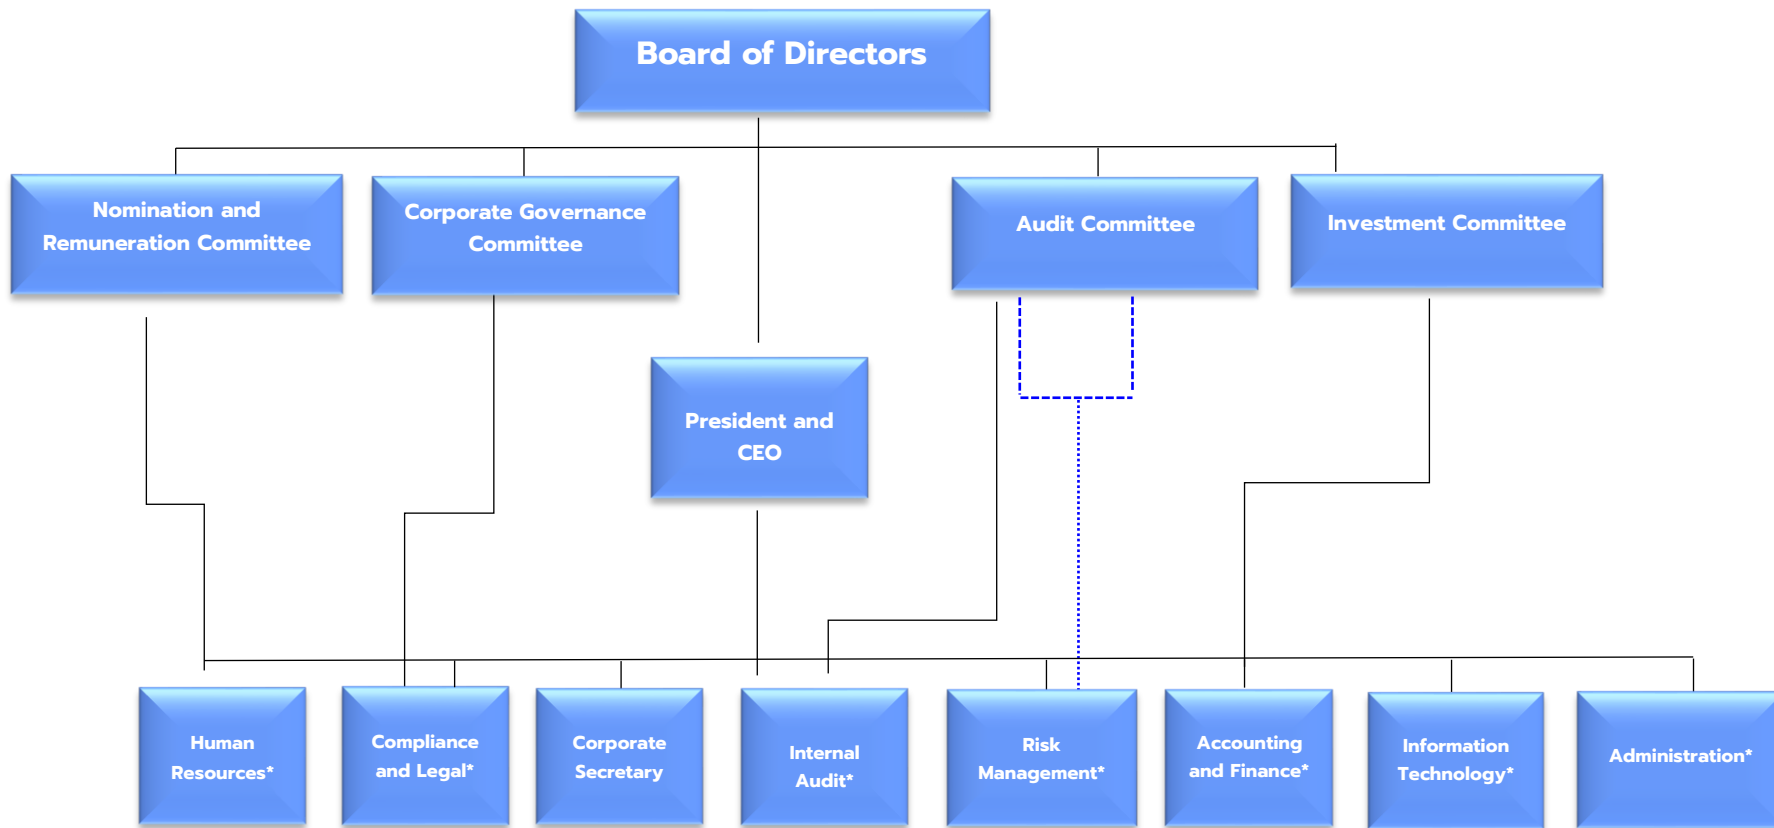 Board of Directors
Nomination and
Remuneration Committee
Corporate Governance
Committee
Audit Committee
Investment Committee
President and
CEO
Human
Resources*
Compliance
and Legal*
Corporate
Secretary
Internal
Audit*
Risk
Management*
Accounting
and Finance*
Information
Technology*
Administration*